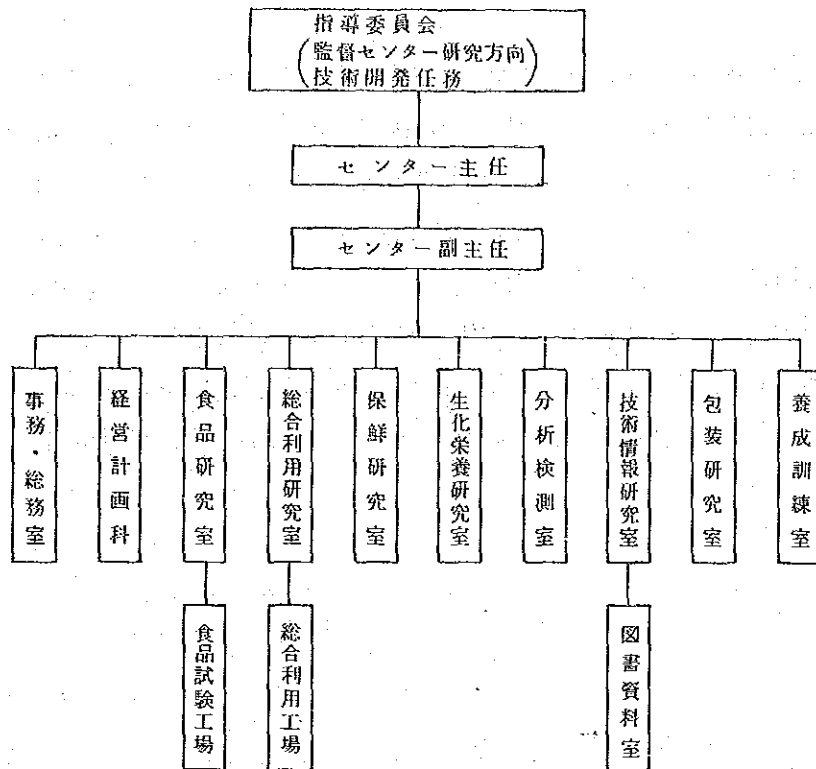 指導委員会
(監督センター研究方向
技術開発任務)
センター主任
センター副主任
事務・総務室
経営計画科
食品研究室
総合利用研究室
保鮮研究室
生化栄養研究室
分析検測室
技術情報研究室
包装研究室
養成訓練室
食品試験工場
総合利用工場
図書資料室